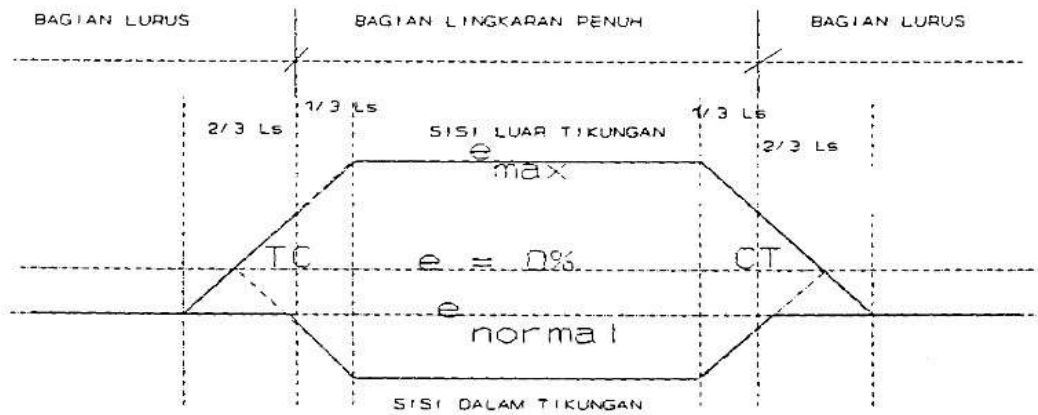 BAGIAN LURUS
BAGIAN LINGKARAN PENUH
BAGIAN LURUS
2/3 Ls
1/3 Ls
1/3 Ls
2/3 Ls
SISI LUAR TIKUNGAN
e max
TC
e = 0%
CT
e normal
SISI DALAM TIKUNGAN